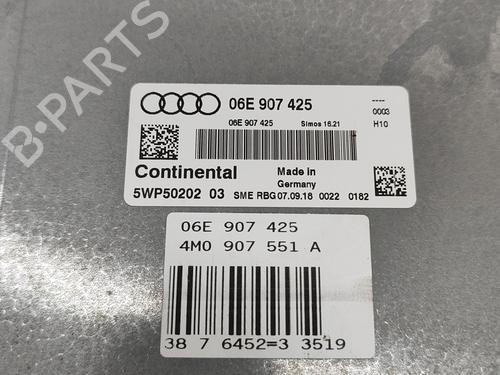 B-PARTS
06E 907 425
----
0003
06E 907 425 Simos 16.21 H10
Continental Made in
Germany
5WP50202 03 SME RBG 07.09.18 0022 0182
06E 907 425
4M0 907 551 A
38 7 6452=3 3519